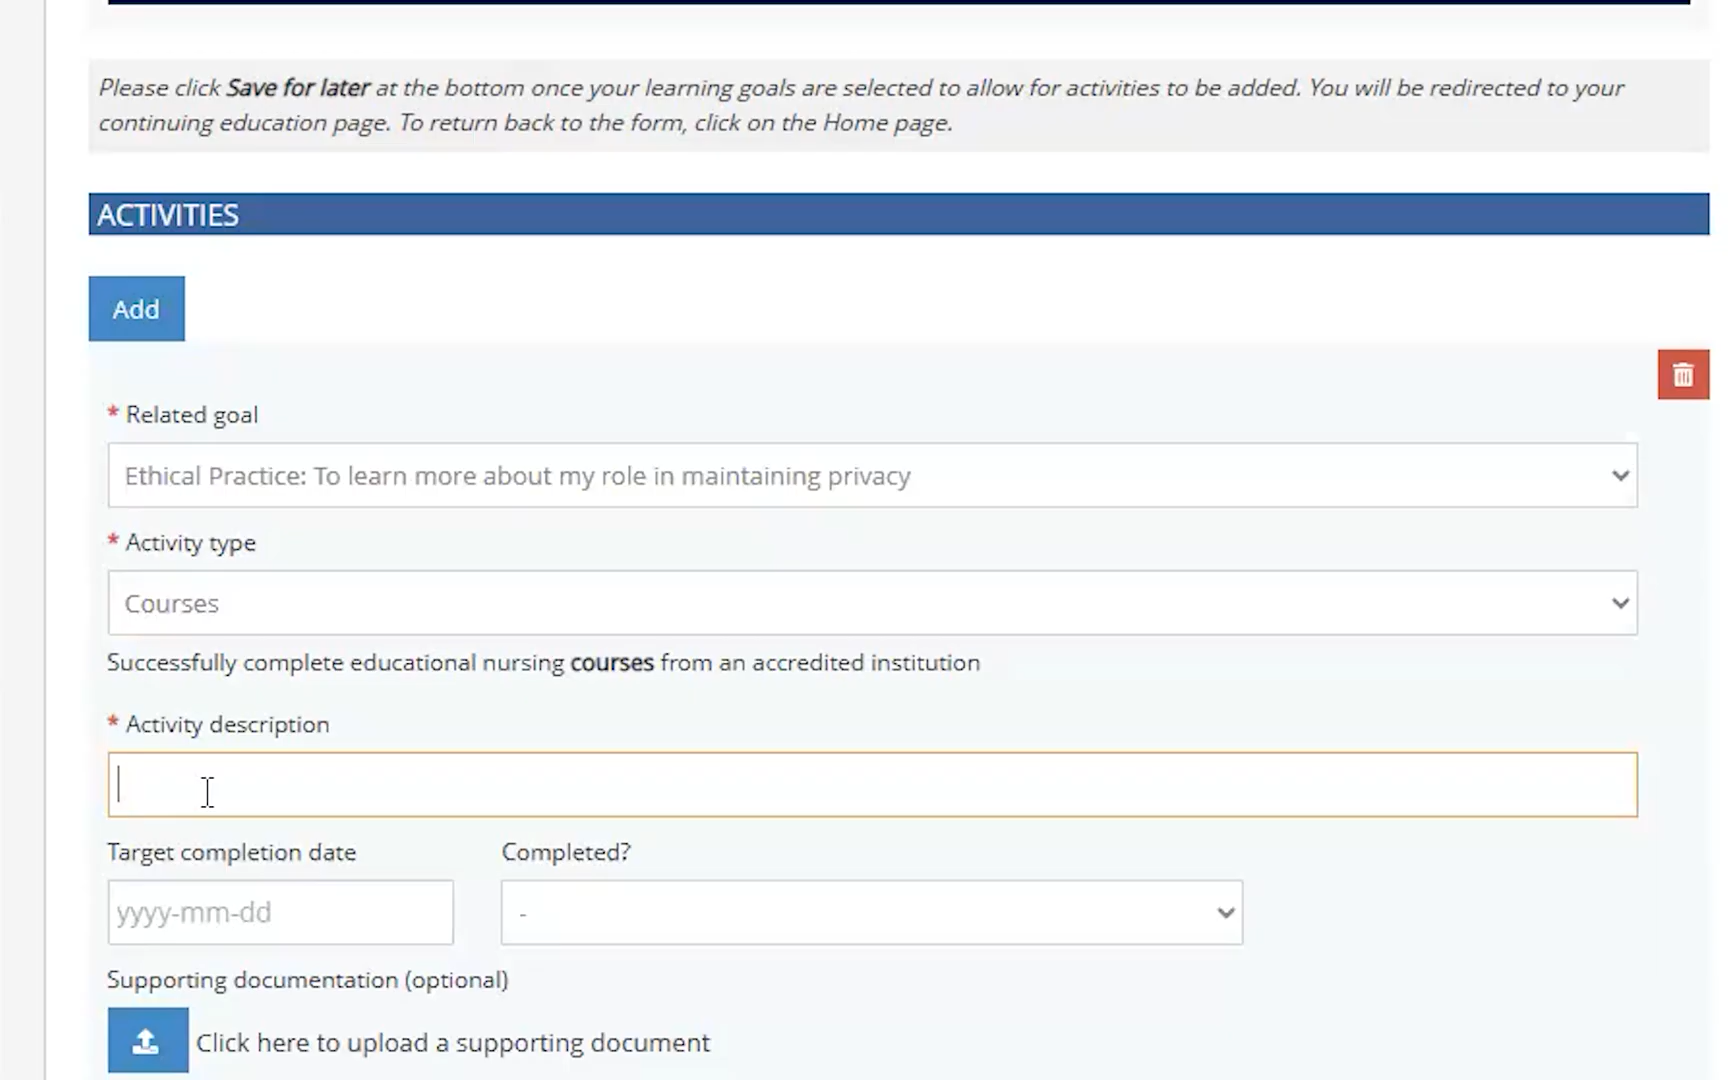 Please click Save for later at the bottom once your learning goals are selected to allow for activities to be added. You will be redirected to your
continuing education page. To return back to the form, click on the Home page.
ACTIVITIES
Add
* Related goal
Ethical Practice: To learn more about my role in maintaining privacy
* Activity type
Courses
Successfully complete educational nursing courses from an accredited institution
* Activity description
Target completion date Completed?
yyyy-mm-dd -
Supporting documentation (optional)
Click here to upload a supporting document